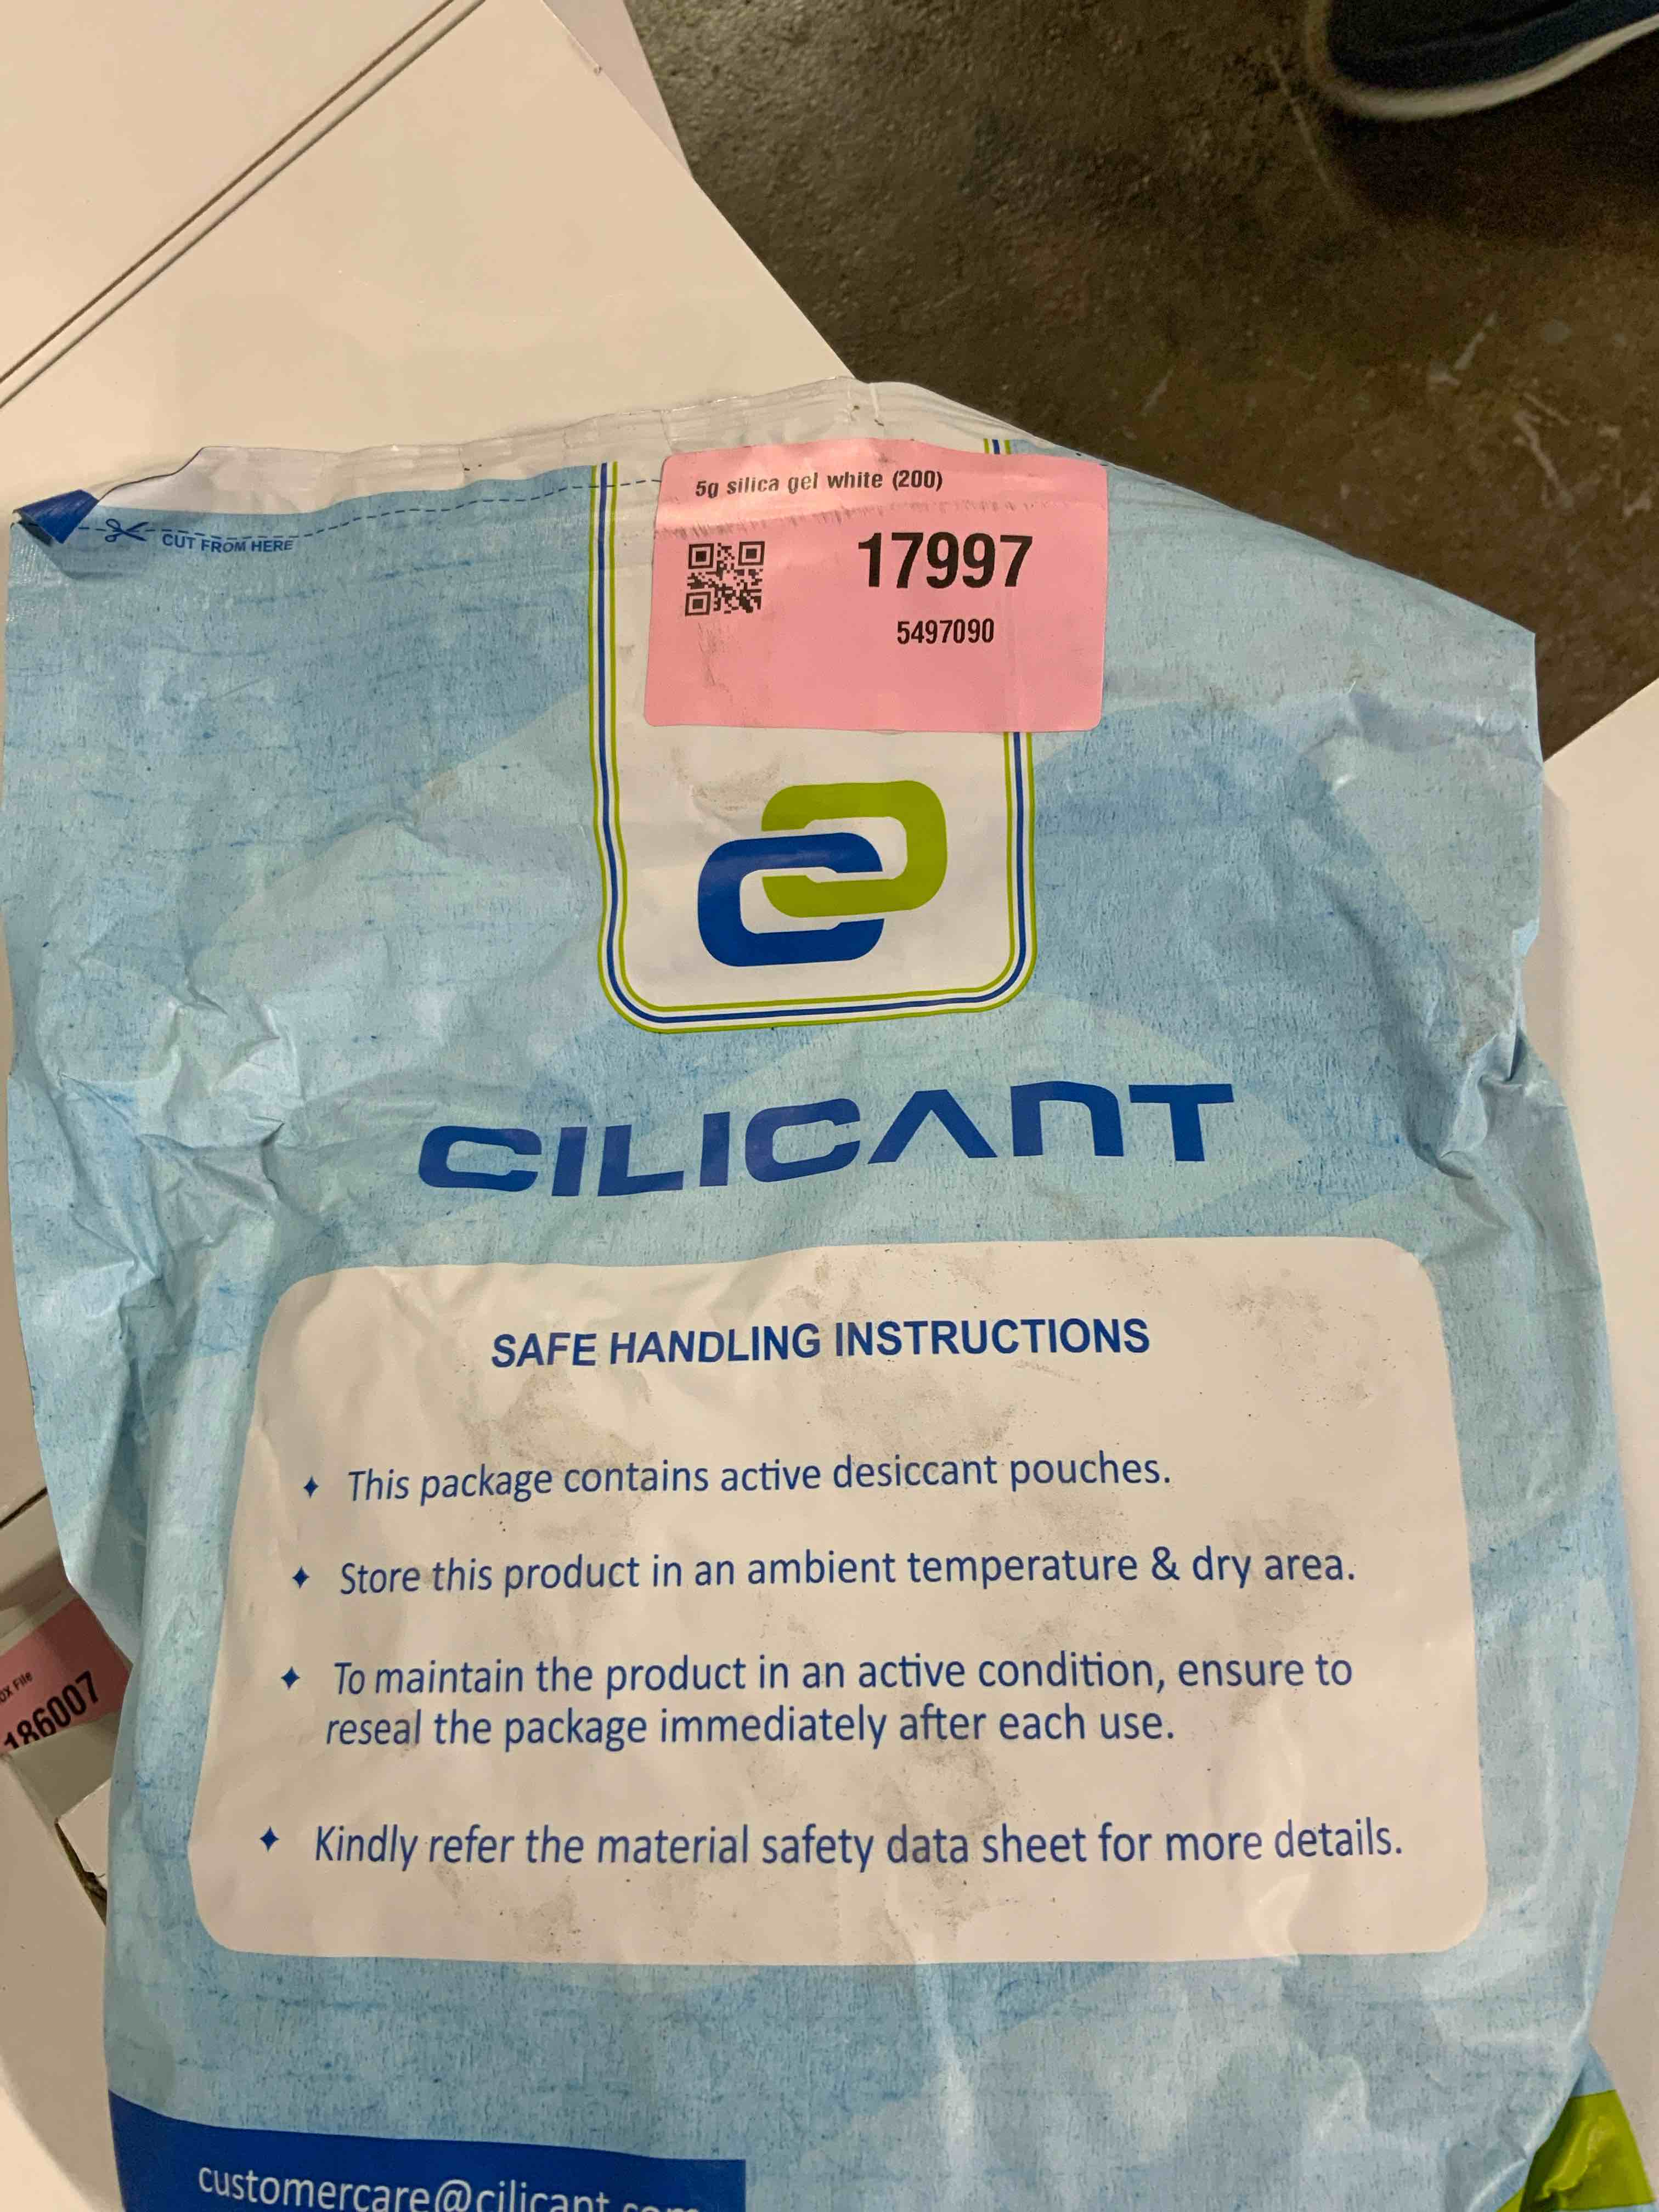 5g silica gel white (200)
17997
5497090
CUT FROM HERE
CILICANT
SAFE HANDLING INSTRUCTIONS
This package contains active desiccant pouches.
Store this product in an ambient temperature & dry area.
To maintain the product in an active condition, ensure to
reseal the package immediately after each use.
Kindly refer the material safety data sheet for more details.
File
186007
customercare@cilicant.com